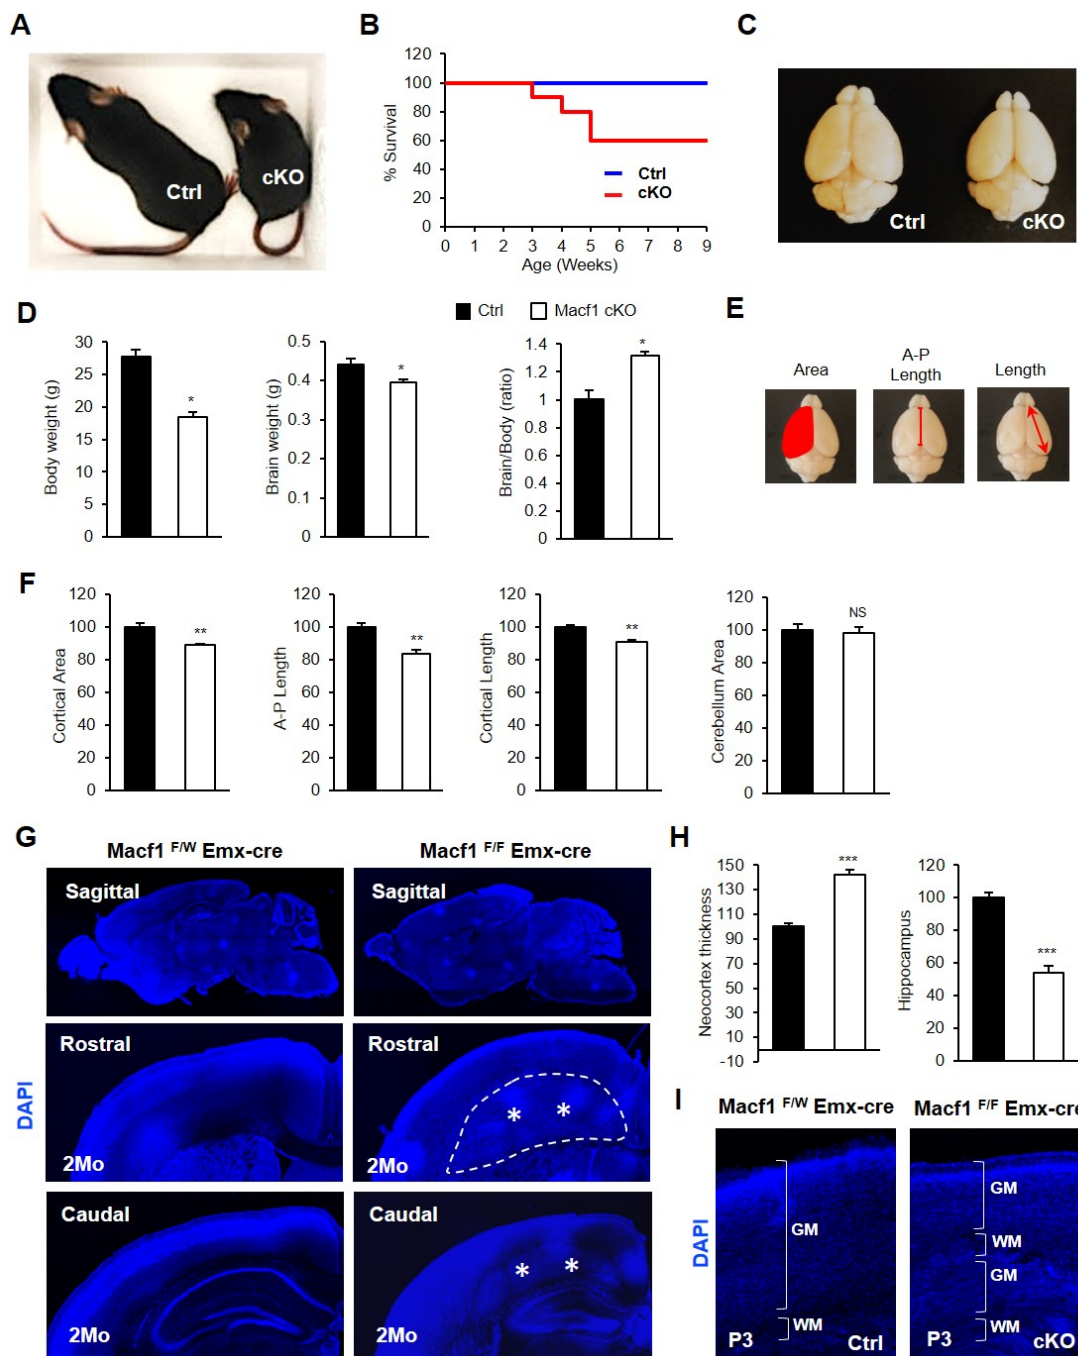 A
Ctrl
cKO
B
% Survival
120
100
80
60
40
20
0
Ctrl
cKO
0 1 2 3 4 5 6 7 8 9
Age (Weeks)
C
Ctrl
cKO
D
Ctrl
Macf1 cKO
Body weight (g)
30
25
20
15
10
5
0
*
Brain weight (g)
0.5
0.4
0.3
0.2
0.1
0
*
Brain/Body (ratio)
1.4
1.2
1
0.8
0.6
0.4
0.2
0
*
E
Area
A-P
Length
Length
F
Cortical Area
120
100
80
60
40
20
0
**
A-P Length
120
100
80
60
40
20
0
**
Cortical Length
120
100
80
60
40
20
0
**
Cerebellum Area
120
100
80
60
40
20
0
NS
G
Macf1 F/W Emx-cre
Macf1 F/F Emx-cre
DAPI
Sagittal
Sagittal
Rostral
2Mo
Rostral
* *
2Mo
Caudal
2Mo
Caudal
* *
2Mo
H
Neocortex thickness
150
130
110
90
70
50
30
10
-10
***
Hippocampus
120
100
80
60
40
20
0
***
I
Macf1 F/W Emx-cre
Macf1 F/F Emx-cre
DAPI
GM
WM
P3
Ctrl
GM
WM
GM
WM
P3
cKO